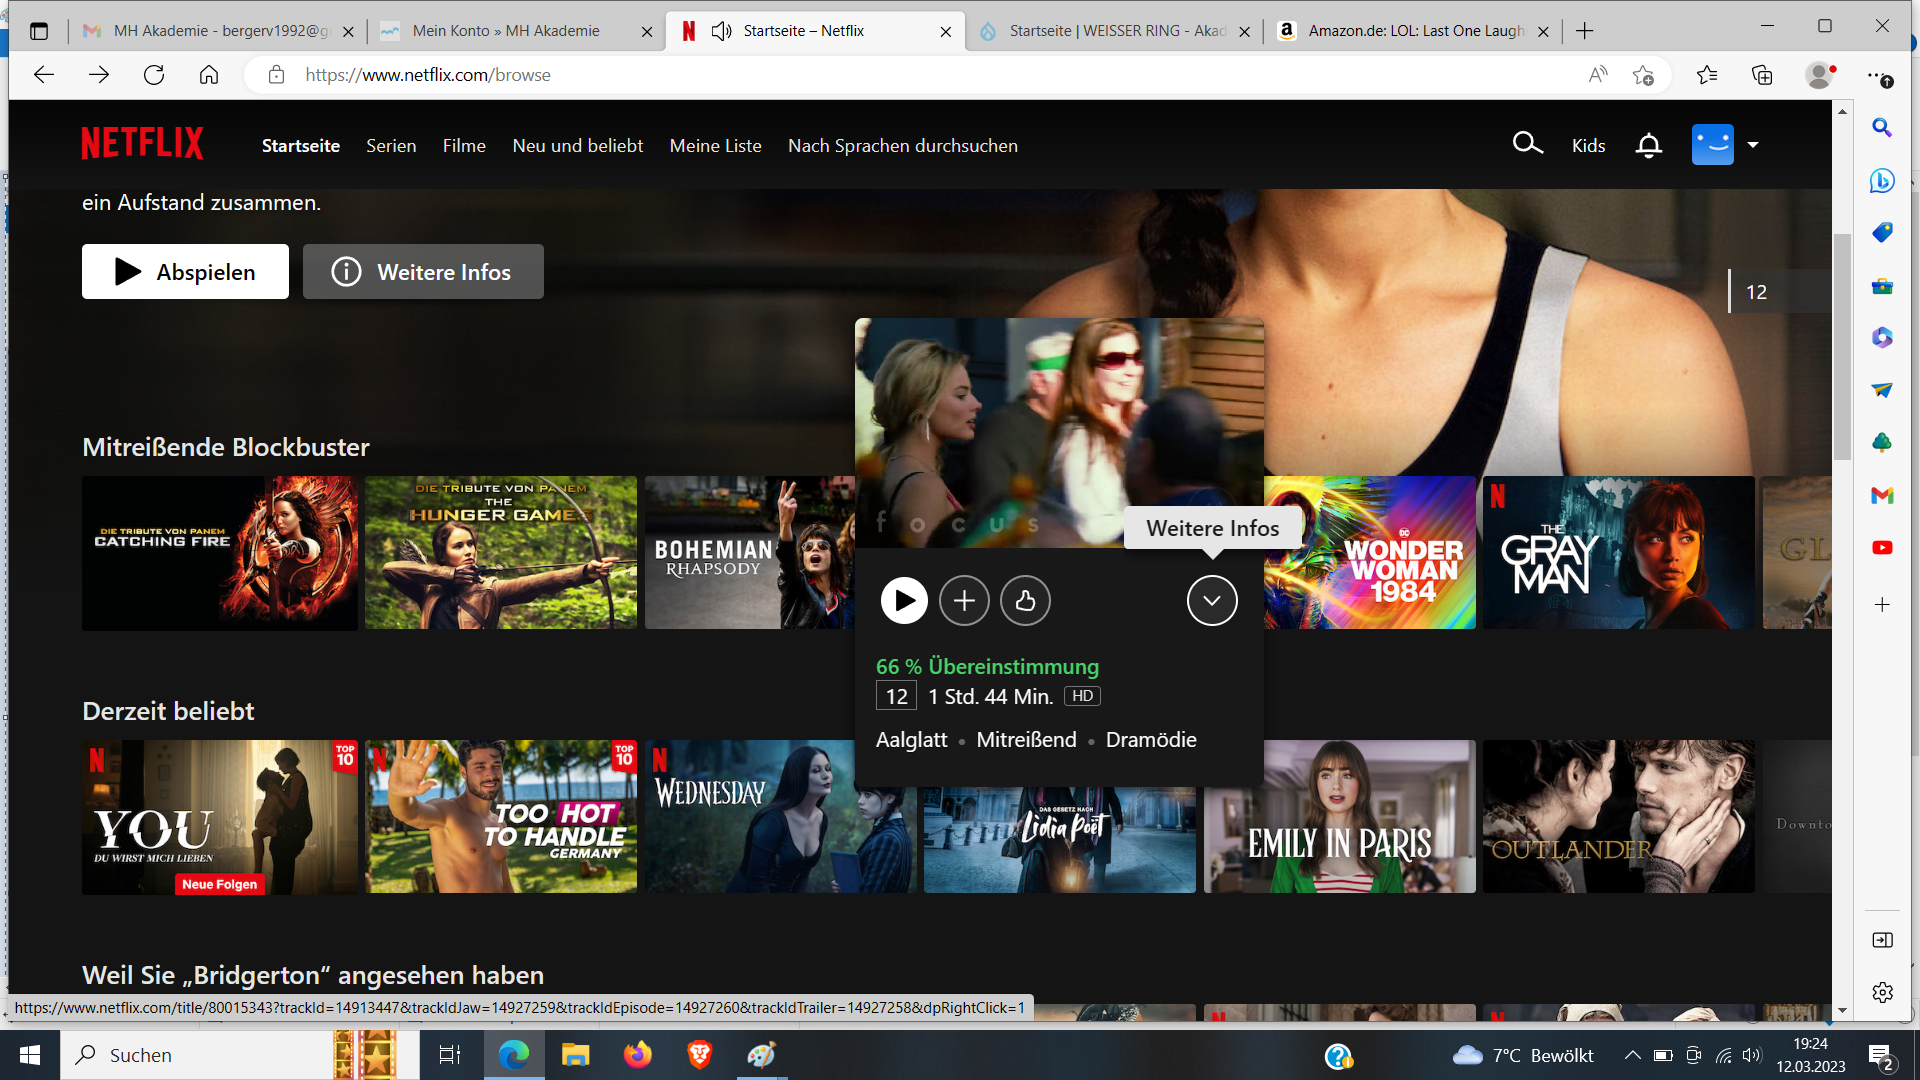 MH Akademie - bergerv1992@g
Mein Konto » MH Akademie
Startseite – Netflix
Startseite | WEISSER RING - Akad
Amazon.de: LOL: Last One Laugh
https://www.netflix.com/browse
NETFLIX
Startseite
Serien
Filme
Neu und beliebt
Meine Liste
Nach Sprachen durchsuchen
Kids
ein Aufstand zusammen.
Abspielen
Weitere Infos
12
Mitreißende Blockbuster
DIE TRIBUTE VON PANEM
CATCHING FIRE
DIE TRIBUTE VON PANEM
THE
HUNGER GAMES
BOHEMIAN
RHAPSODY
focus
Weitere Infos
WONDER
WOMAN
1984
THE
GRAY
MAN
GL
66 % Übereinstimmung
12 1 Std. 44 Min. HD
Aalglatt • Mitreißend • Dramödie
Derzeit beliebt
TOP
10
YOU
DU WIRST MICH LIEBEN
Neue Folgen
TOP
10
TOO HOT
TO HANDLE
GERMANY
WEDNESDAY
DAS GESETZ NACH
Lidia Poët
EMILY IN PARIS
OUTLANDER
Downto
Weil Sie „Bridgerton“ angesehen haben
https://www.netflix.com/title/80015343?trackId=14913447&trackIdJaw=14927259&trackIdEpisode=14927260&trackIdTrailer=14927258&dpRightClick=1
Suchen
7°C Bewölkt
19:24
12.03.2023
2